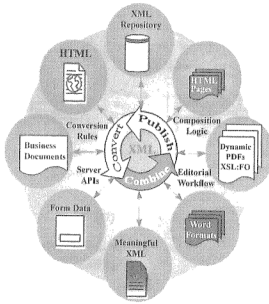 XML
Repository
HTML
HTML
Pages
Conversion
Rules
Composition
Logic
Convert
Publish
XML
Combine
Business
Documents
Dynamic
PDFs
XSL:FO
Server
APIs
Editorial
Workflow
Form Data
Word
Formats
Meaningful
XML